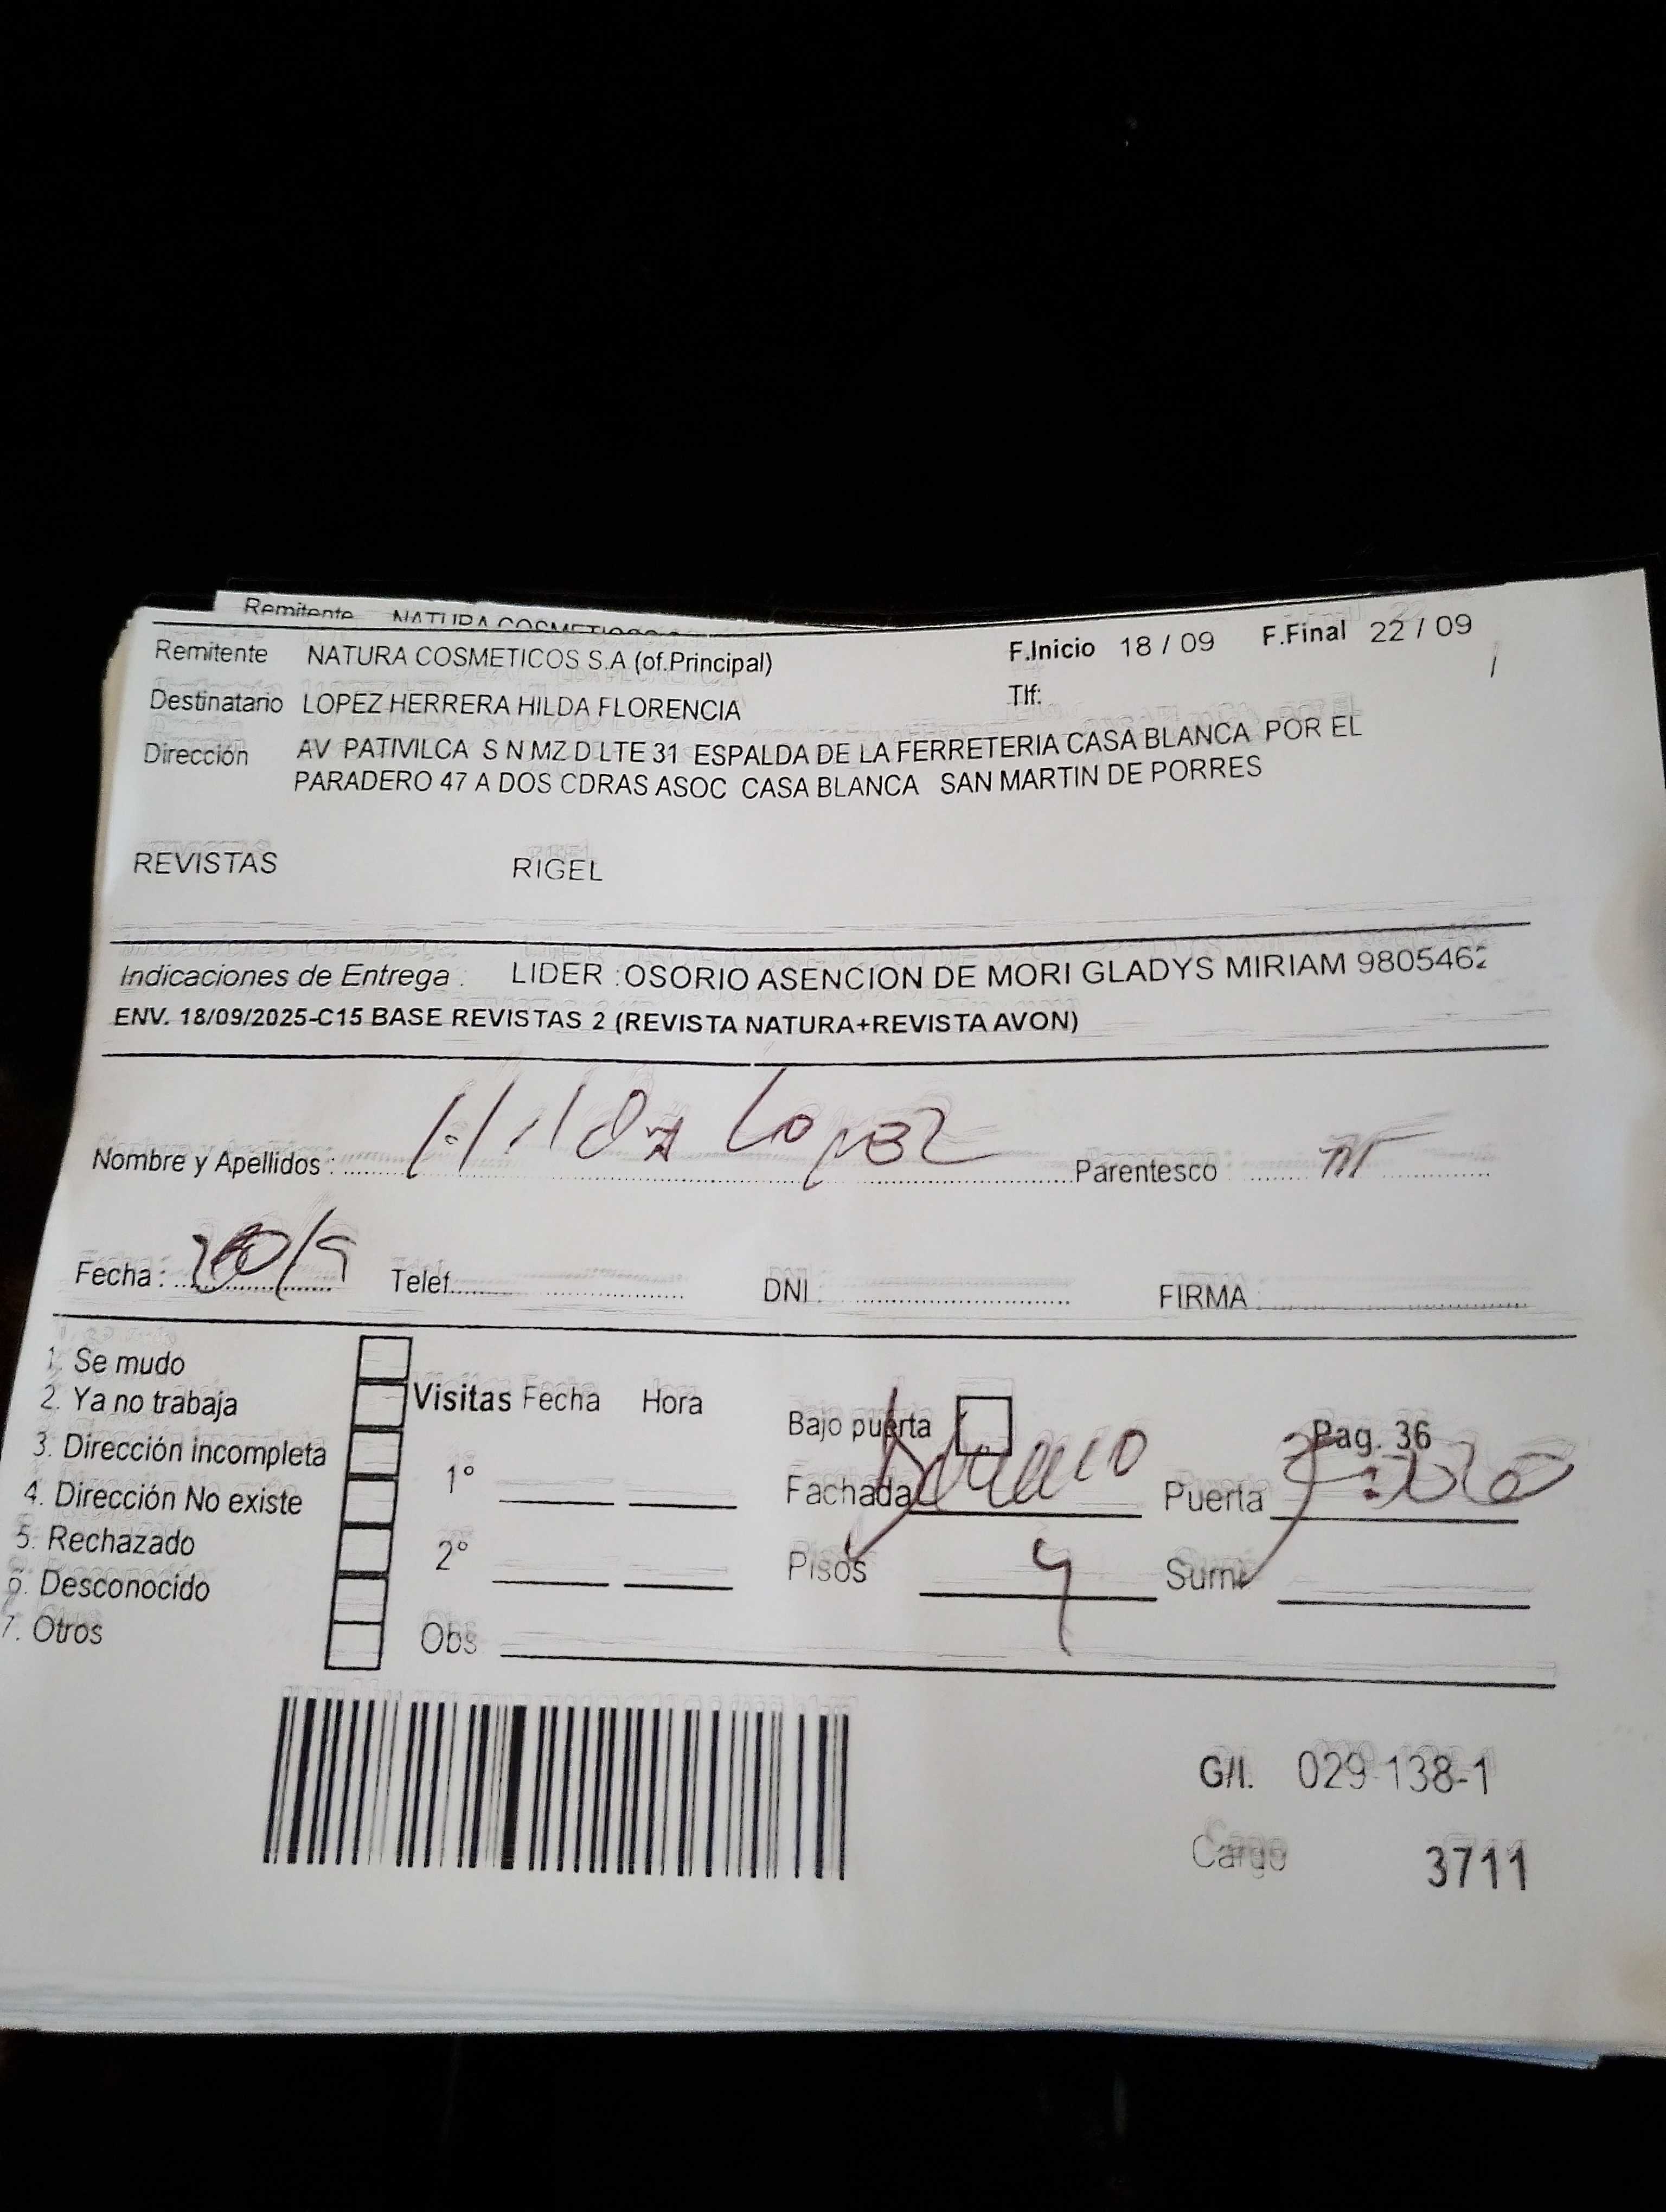 Remitente NATURA COSMETICOS
Remitente NATURA COSMETICOS S.A (of.Principal) F.Inicio 18 / 09 F.Final 22 / 09
Destinatario LOPEZ HERRERA HILDA FLORENCIA Tlf:
Dirección AV PATIVILCA S N MZ D LTE 31 ESPALDA DE LA FERRETERIA CASA BLANCA POR EL
PARADERO 47 A DOS CDRAS ASOC CASA BLANCA SAN MARTIN DE PORRES
REVISTAS RIGEL
Indicaciones de Entrega : LIDER :OSORIO ASENCION DE MORI GLADYS MIRIAM 980546
ENV. 18/09/2025-C15 BASE REVISTAS 2 (REVISTA NATURA+REVISTA AVON)
Nombre y Apellidos : Hilda Lopez Parentesco
Fecha : 20/9 Telef. DNI : FIRMA
1. Se mudo
2. Ya no trabaja
3. Dirección incompleta
4. Dirección No existe
5. Rechazado
6. Desconocido
7. Otros
Visitas Fecha Hora
1°
2°
Obs
Bajo puerta Pag. 36
Fachada Puerta
Pisos 4 Sumi
G/I. 029-138-1
Cargo 3711